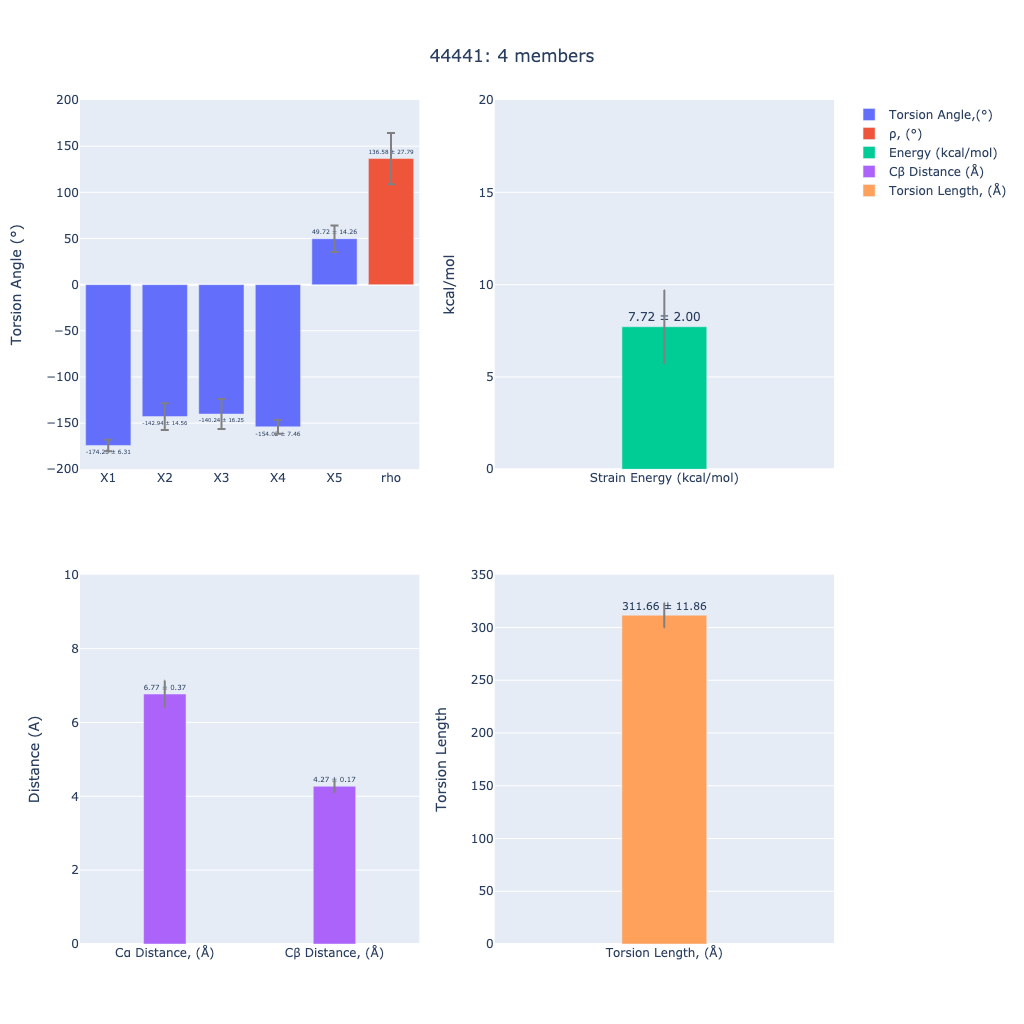 44441: 4 members
Torsion Angle (°)
200
150
100
50
0
−50
−100
−150
−200
136.58 ± 27.79
49.72 ± 14.26
-142.94 ± 14.56
-140.24 ± 16.25
± 7.46
± 6.31
X1 X2 X3 X4 X5 rho
kcal/mol
20
15
10
5
0
7.72 ± 2.00
Strain Energy (kcal/mol)
Torsion Angle,(°)
ρ, (°)
Energy (kcal/mol)
Cβ Distance (Å)
Torsion Length, (Å)
Distance (A)
10
8
6
4
2
0
6.77 ± 0.37
4.27 ± 0.17
Cα Distance, (Å) Cβ Distance, (Å)
Torsion Length
350
300
250
200
150
100
50
0
311.66 ± 11.86
Torsion Length, (Å)